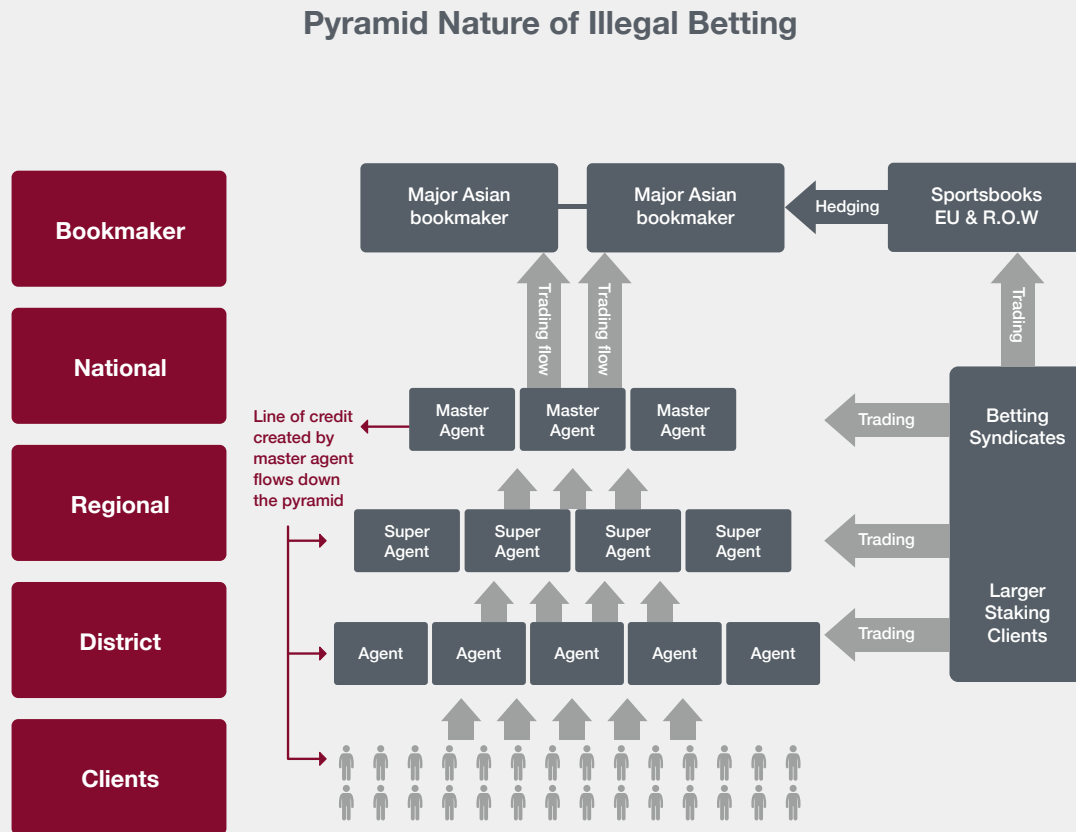 Pyramid Nature of Illegal Betting
Bookmaker
National
Regional
District
Clients
Major Asian
bookmaker
Major Asian
bookmaker
Hedging
Sportsbooks
EU & R.O.W
Trading flow
Trading flow
Trading
Line of credit
created by
master agent
flows down
the pyramid
Master
Agent
Master
Agent
Master
Agent
Trading
Betting
Syndicates
Super
Agent
Super
Agent
Super
Agent
Super
Agent
Trading
Larger
Staking
Clients
Agent
Agent
Agent
Agent
Agent
Trading